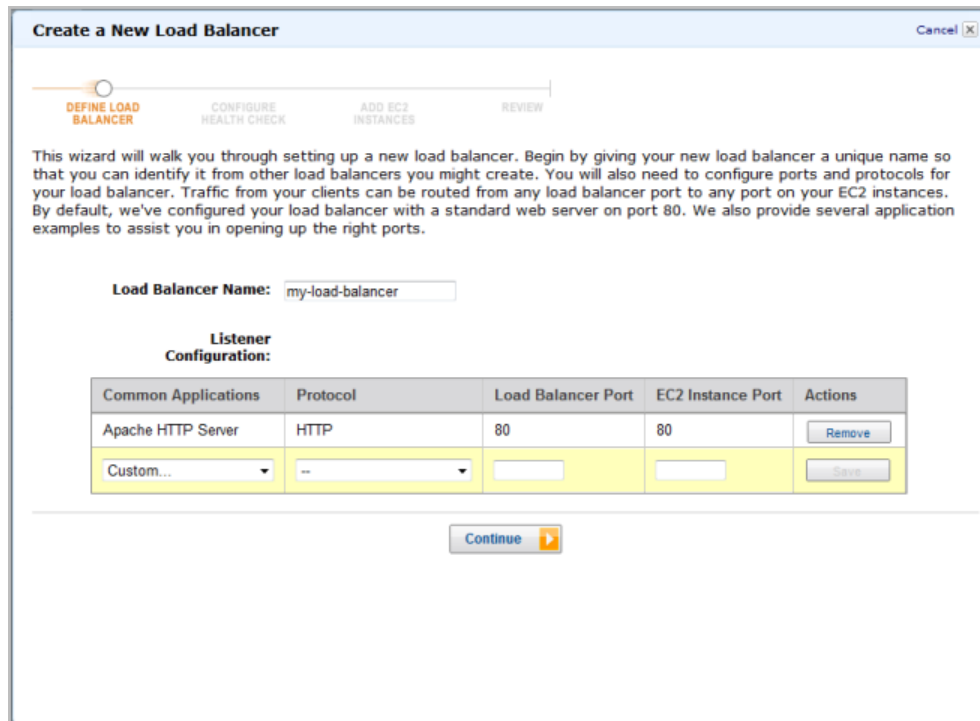 Create a New Load Balancer
Cancel
DEFINE LOAD BALANCER
CONFIGURE HEALTH CHECK
ADD EC2 INSTANCES
REVIEW
This wizard will walk you through setting up a new load balancer. Begin by giving your new load balancer a unique name so
that you can identify it from other load balancers you might create. You will also need to configure ports and protocols for
your load balancer. Traffic from your clients can be routed from any load balancer port to any port on your EC2 instances.
By default, we've configured your load balancer with a standard web server on port 80. We also provide several application
examples to assist you in opening up the right ports.
Load Balancer Name: my-load-balancer
Listener
Configuration:
Common Applications Protocol Load Balancer Port EC2 Instance Port Actions
Apache HTTP Server HTTP 80 80 Remove
Custom... -- Save
Continue